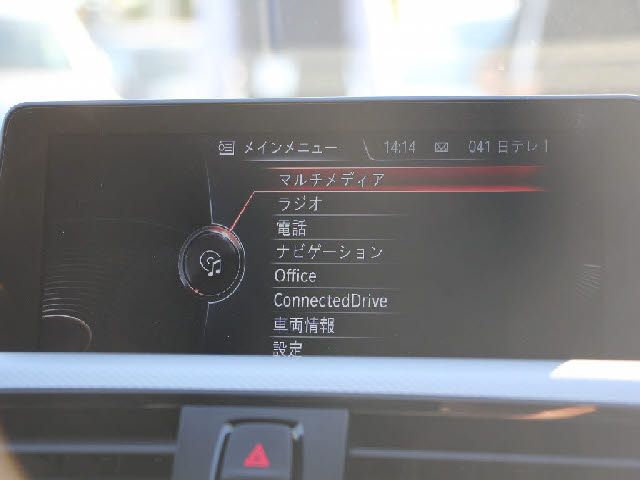 メインメニュー 14:14 041 日テレ1
マルチメディア
ラジオ
電話
ナビゲーション
Office
ConnectedDrive
車両情報
設定